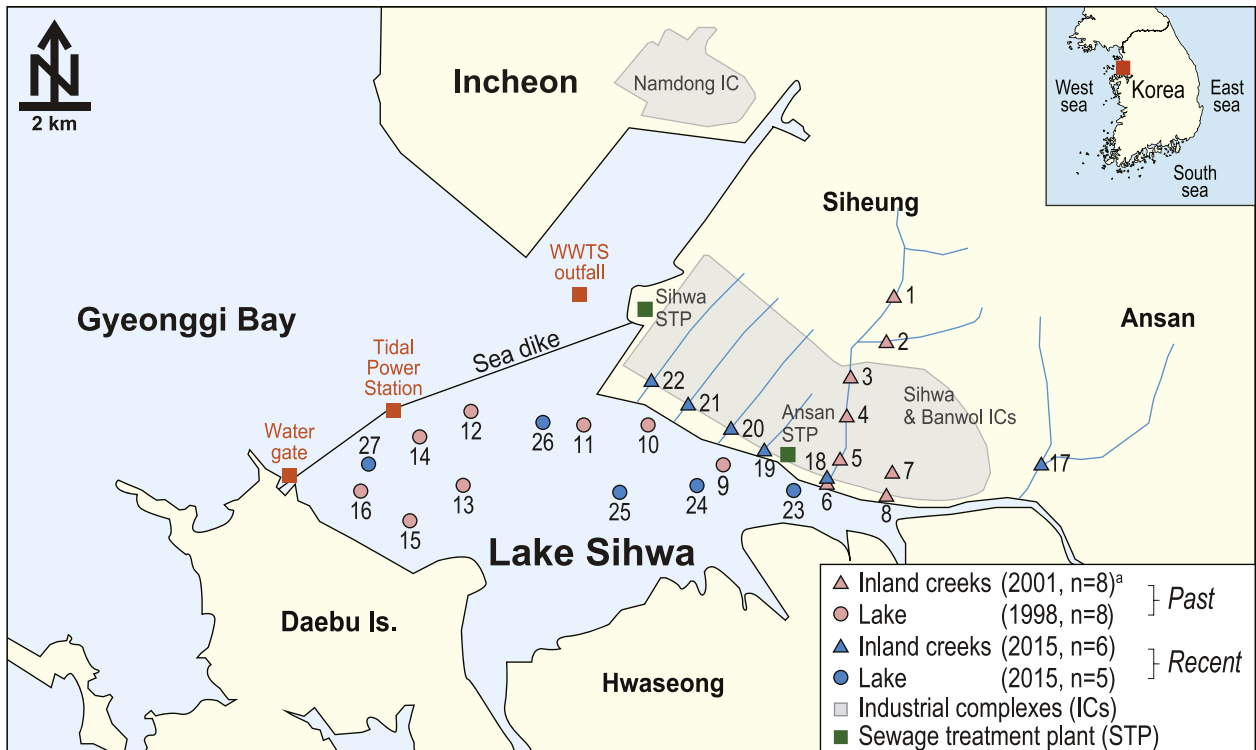 N
2 km
Incheon
Namdong IC
West
sea
Korea
East
sea
South
sea
Siheung
WWTS
outfall
Sihwa
STP
Gyeonggi Bay
Ansan
Tidal
Power
Station
Sea dike
Sihwa
& Banwol ICs
Ansan
STP
Water
gate
1
2
3
4
5
6
7
8
9
10
11
12
13
14
15
16
17
18
19
20
21
22
23
24
25
26
27
Lake Sihwa
Daebu Is.
Hwaseong
Inland creeks (2001, n=8)a
Lake (1998, n=8)
Past
Inland creeks (2015, n=6)
Lake (2015, n=5)
Recent
Industrial complexes (ICs)
Sewage treatment plant (STP)